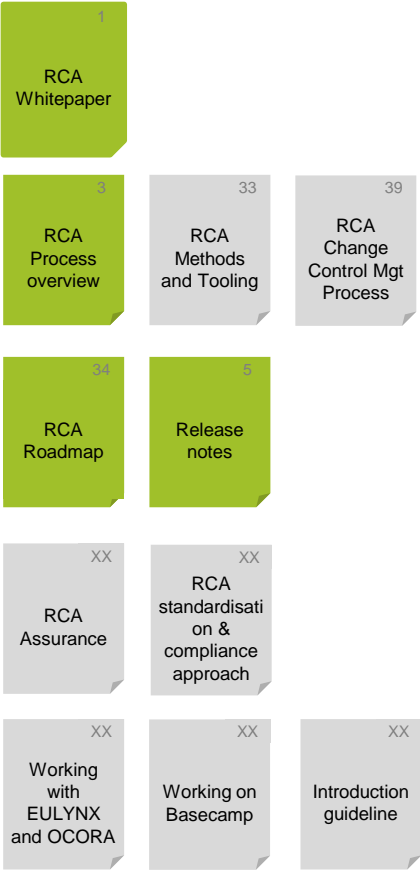 1
RCA
Whitepaper
3
RCA
Process
overview
33
RCA
Methods
and Tooling
39
RCA
Change
Control Mgt
Process
34
RCA
Roadmap
5
Release
notes
XX
RCA
Assurance
XX
RCA
standardisati
on &
compliance
approach
XX
Working
with
EULYNX
and OCORA
XX
Working on
Basecamp
XX
Introduction
guideline